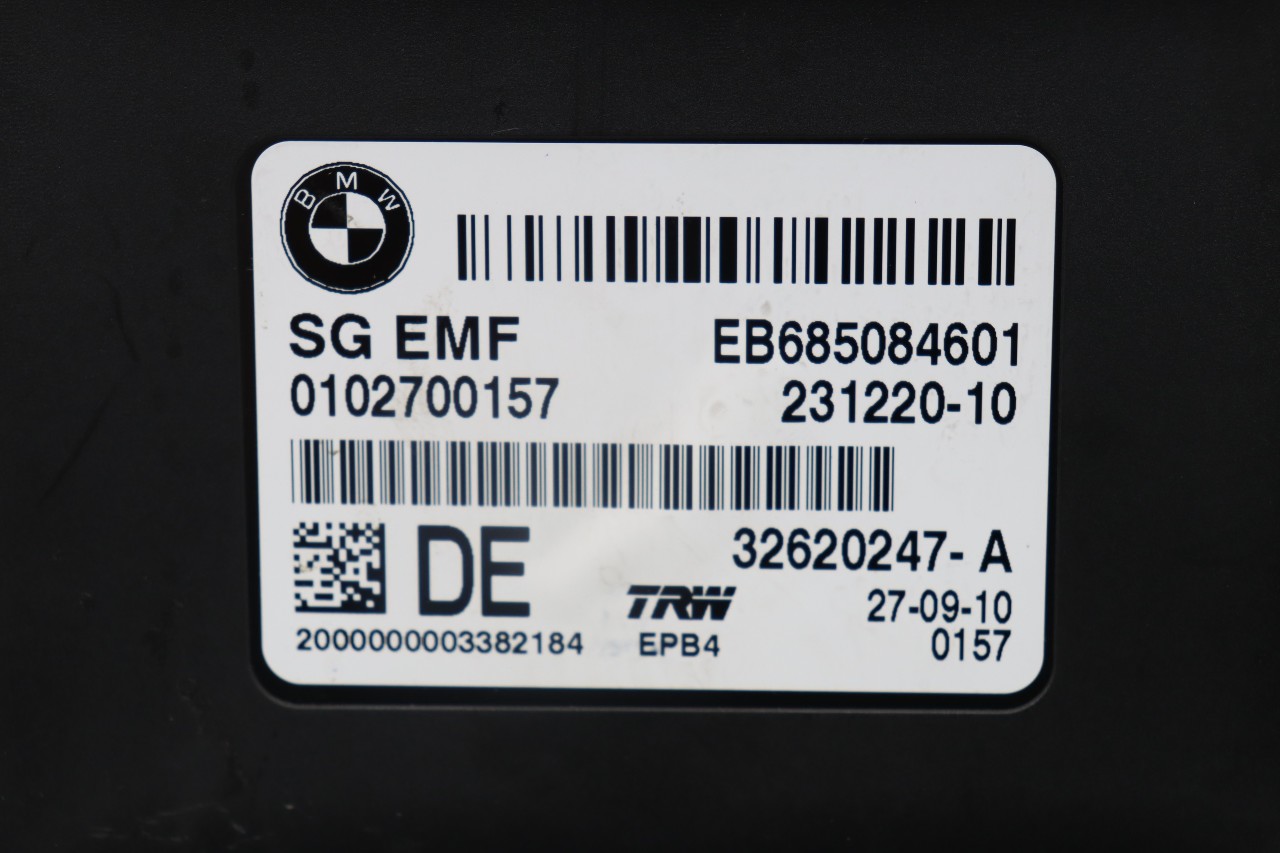 BMW
SG EMF EB685084601
0102700157 231220-10
DE 32620247- A
TRW 27-09-10
2000000003382184 EPB4 0157